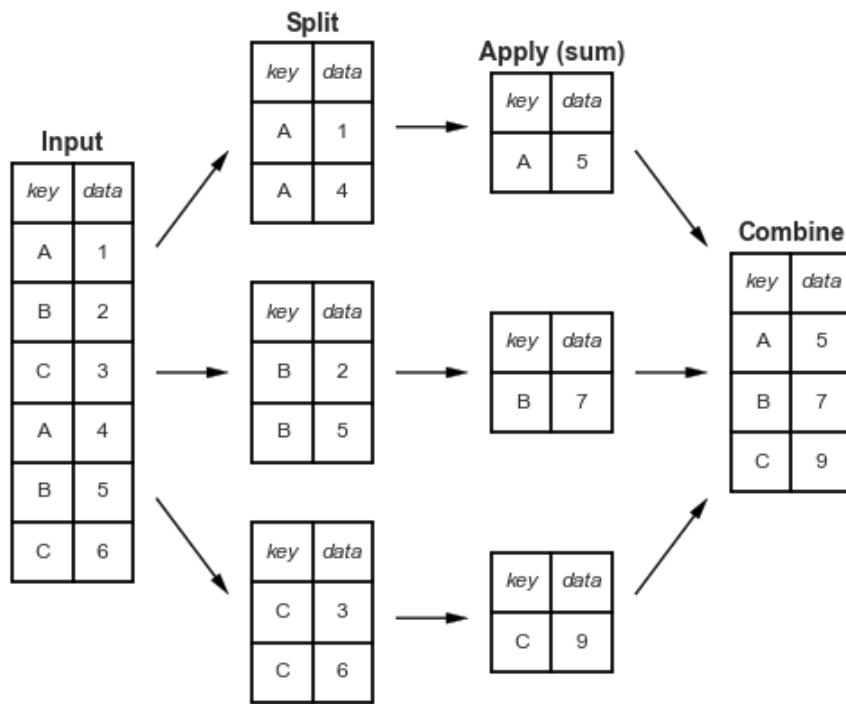 Input
key data
A 1
B 2
C 3
A 4
B 5
C 6
Split
key data
A 1
A 4
key data
B 2
B 5
key data
C 3
C 6
Apply (sum)
key data
A 5
key data
B 7
key data
C 9
Combine
key data
A 5
B 7
C 9